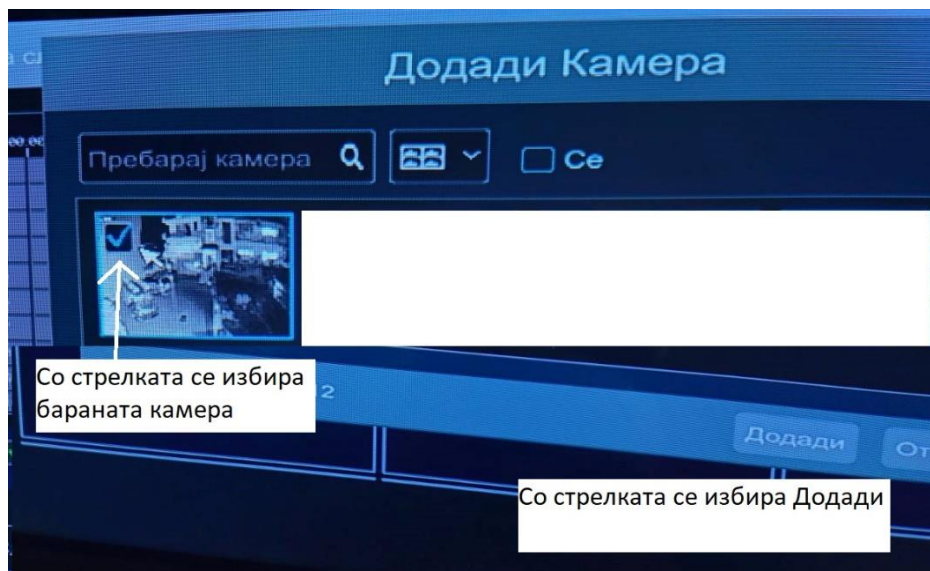 Додади Камера
Пребарај камера
Се
Со стрелката се избира
бараната камера
Додади
Со стрелката се избира Додади